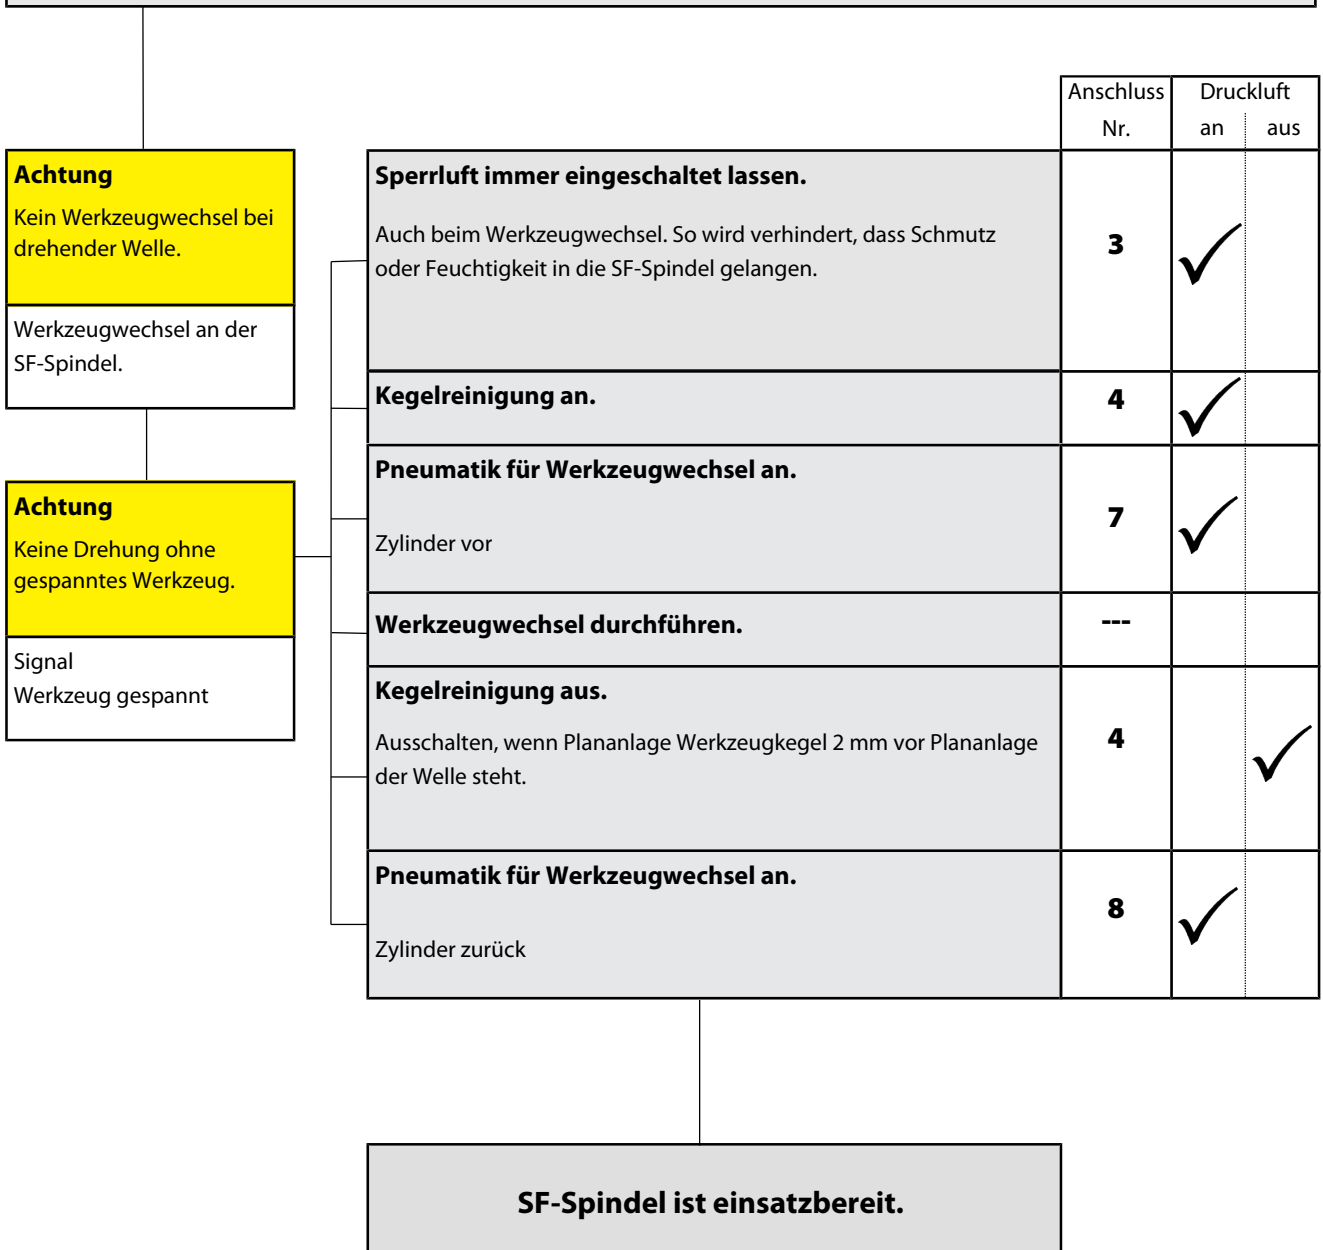 Anschluss Druckluft
Nr. an aus
Achtung
Kein Werkzeugwechsel bei
drehender Welle.
Werkzeugwechsel an der
SF-Spindel.
Achtung
Keine Drehung ohne
gespanntes Werkzeug.
Signal
Werkzeug gespannt
Sperrluft immer eingeschaltet lassen.
Auch beim Werkzeugwechsel. So wird verhindert, dass Schmutz
oder Feuchtigkeit in die SF-Spindel gelangen.
3
Kegelreinigung an.
4
Pneumatik für Werkzeugwechsel an.
Zylinder vor
7
Werkzeugwechsel durchführen.
---
Kegelreinigung aus.
Ausschalten, wenn Plananlage Werkzeugkegel 2 mm vor Plananlage
der Welle steht.
4
Pneumatik für Werkzeugwechsel an.
Zylinder zurück
8
SF-Spindel ist einsatzbereit.